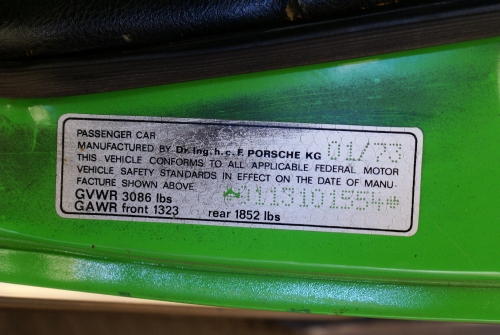 PASSENGER CAR
MANUFACTURED BY Dr. Ing. h. c. F. PORSCHE KG 01/73
THIS VEHICLE CONFORMS TO ALL APPLICABLE FEDERAL MOTOR
VEHICLE SAFETY STANDARDS IN EFFECT ON THE DATE OF MANU-
FACTURE SHOWN ABOVE
GVWR 3086 lbs
GAWR front 1323 rear 1852 lbs